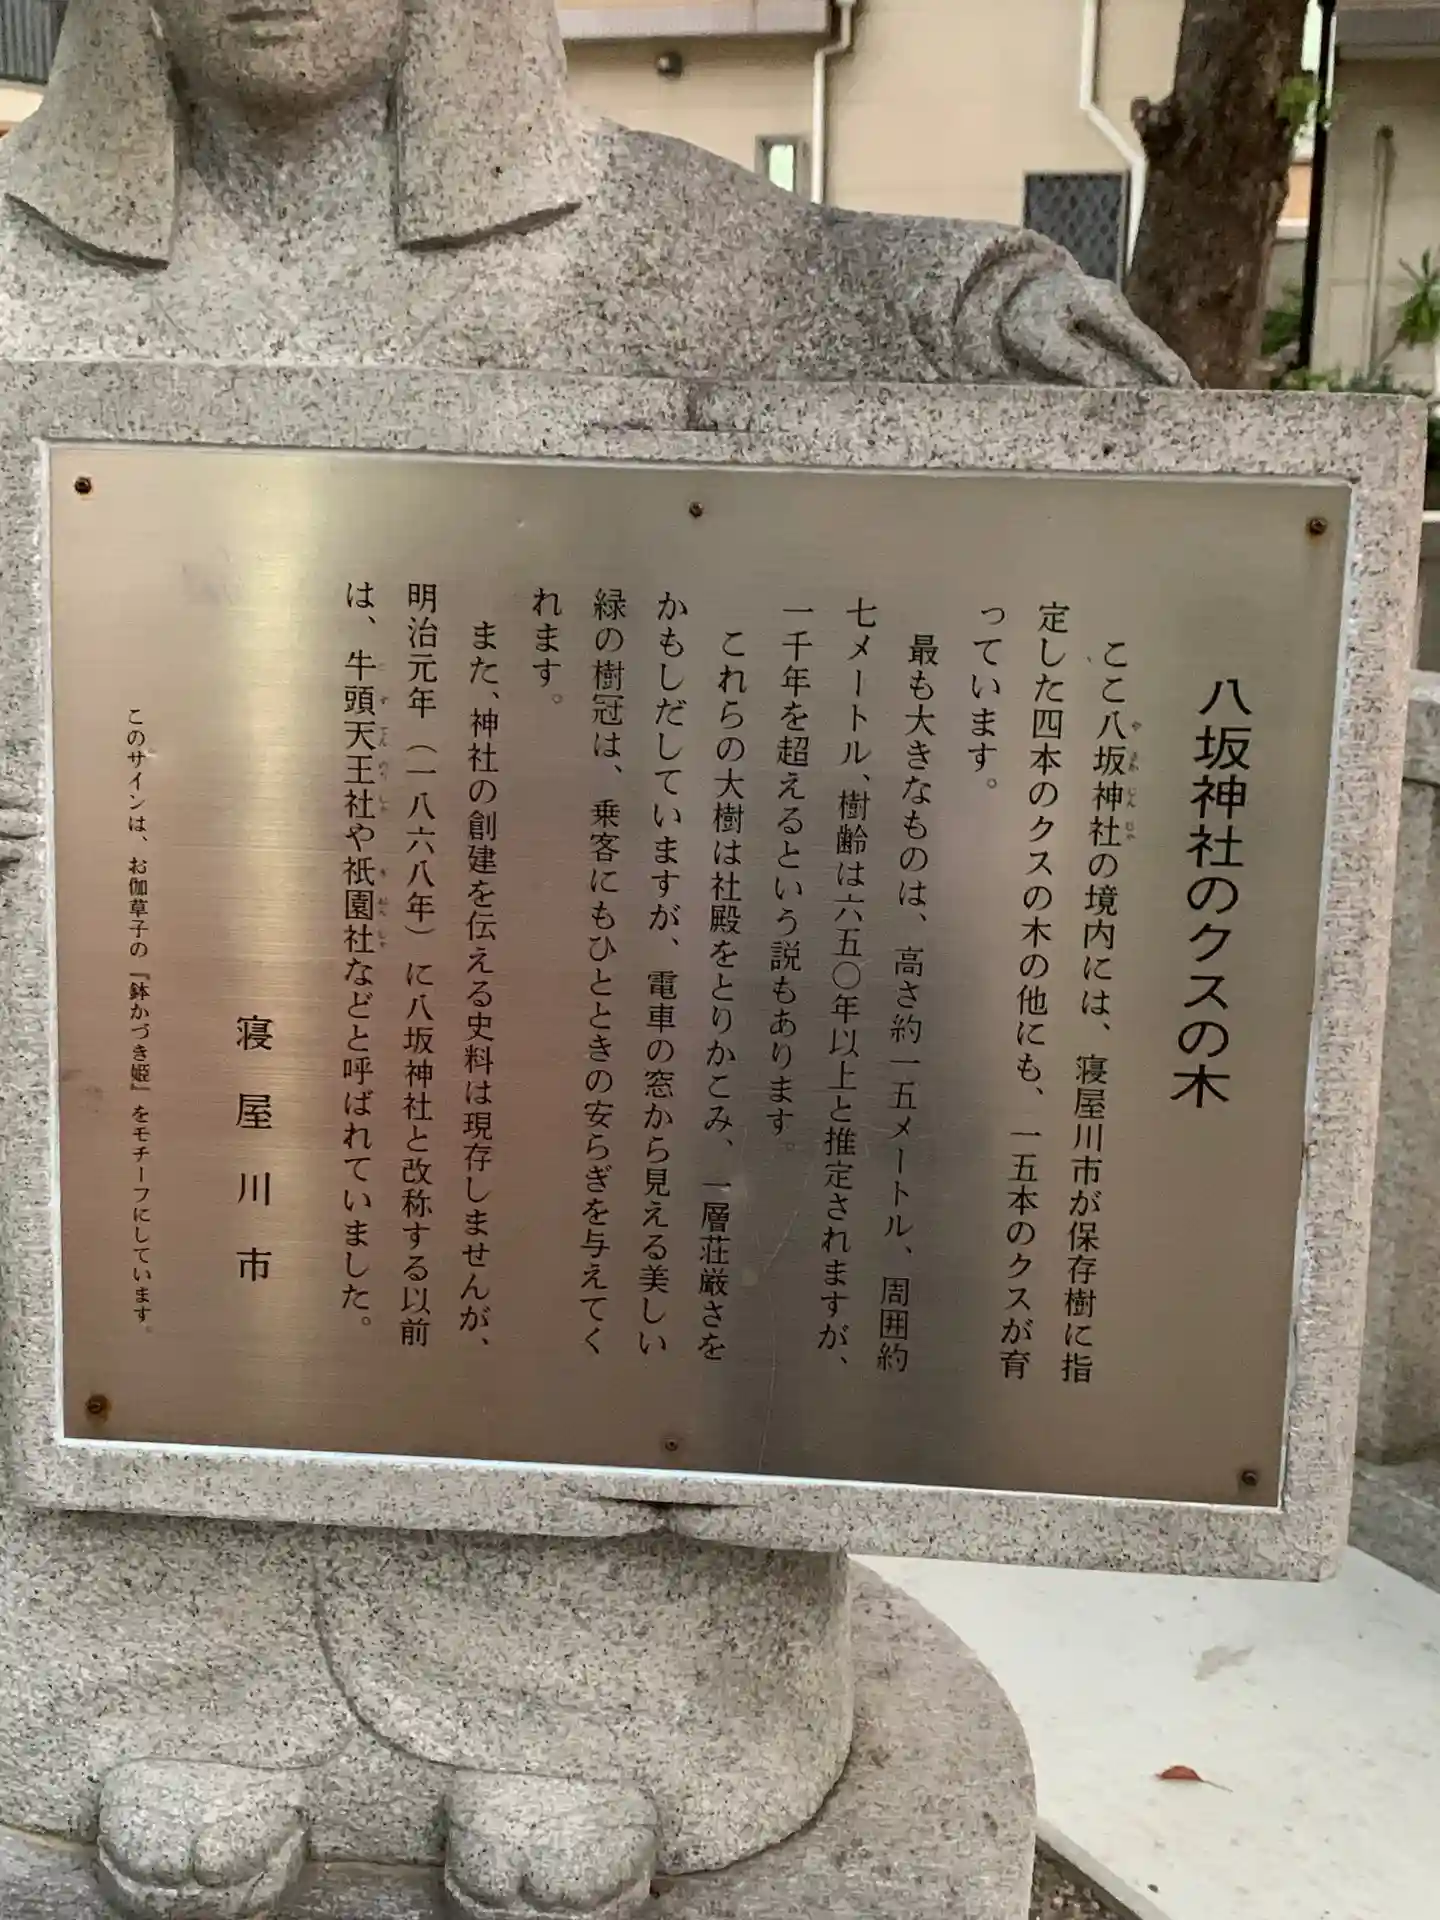 八坂神社のクスの木
ここ八坂神社の境内には、寝屋川市が保存樹に指
定した四本のクスの木の他にも、一五本のクスが育
っています。
最も大きなものは、高さ約一五メートル、周囲約
七メートル、樹齢は六五〇年以上と推定されますが、
一千年を超えるという説もあります。
これらの大樹は社殿をとりかこみ、一層荘厳さを
かもしだしていますが、電車の窓から見える美しい
緑の樹冠は、乗客にもひとときの安らぎを与えてく
れます。
また、神社の創建を伝える史料は現存しませんが、
明治元年（一八六八年）に八坂神社と改称する以前
は、牛頭天王社や祇園社などと呼ばれていました。
寝屋川市
このサインは、お伽草子の『鉢かづき姫』をモチーフにしています。